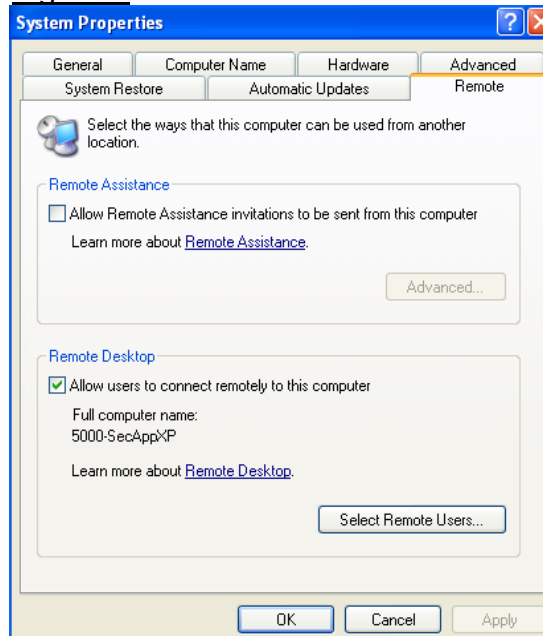 System Properties
General Computer Name Hardware Advanced
System Restore Automatic Updates Remote
Select the ways that this computer can be used from another
location.
Remote Assistance
Allow Remote Assistance invitations to be sent from this computer
Learn more about Remote Assistance.
Advanced...
Remote Desktop
Allow users to connect remotely to this computer
Full computer name:
5000-SecAppXP
Learn more about Remote Desktop.
Select Remote Users...
OK Cancel Apply